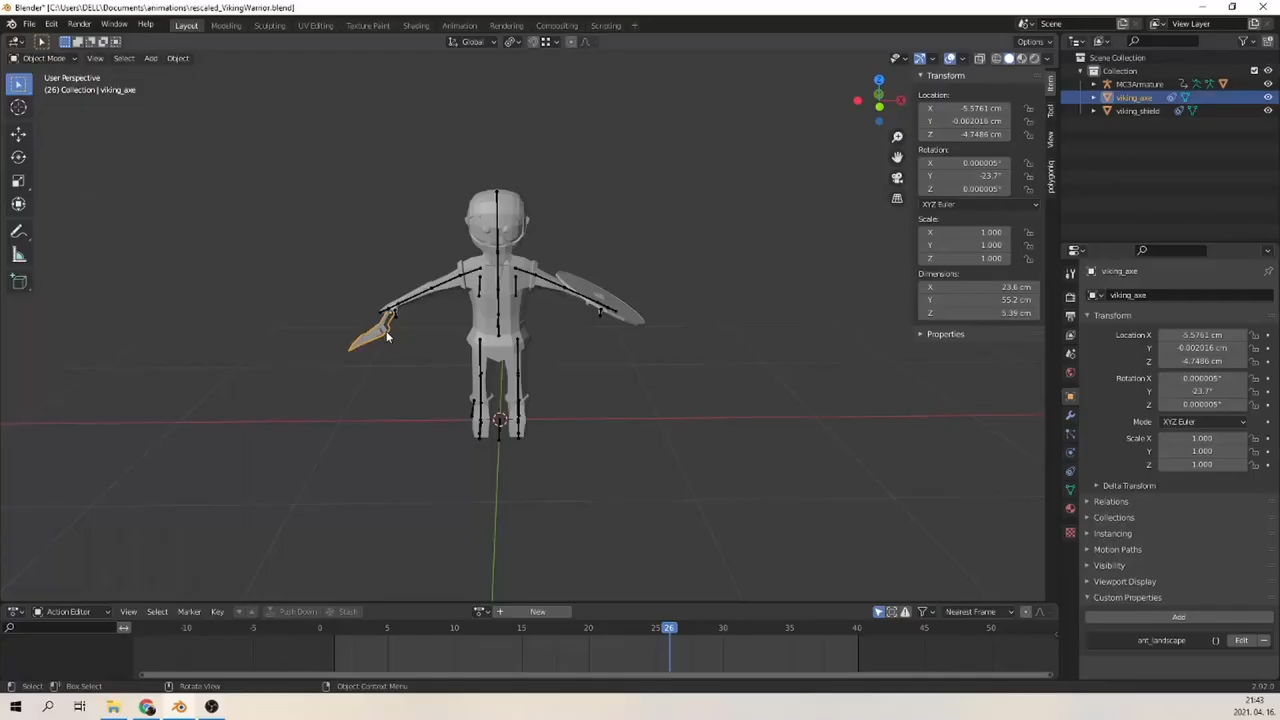 Blender* [C:\Users\DELL\Documents\animations\rescaled_VikingWarrior.blend]
File Edit Render Window Help Layout Modeling Sculpting UV Editing Texture Paint Shading Animation Rendering Compositing Scripting + Scene View Layer
Global Options
Object Mode View Select Add Object
User Perspective
(26) Collection | viking_axe
Scene Collection
Collection
MC3Armature
viking_axe
viking_shield
Transform
Location:
X -5.5761 cm
Y -0.002016 cm
Z -4.7486 cm
Rotation:
X 0.000005°
Y -23.7°
Z 0.000005°
XYZ Euler
Scale:
X 1.000
Y 1.000
Z 1.000
Dimensions:
X 23.6 cm
Y 55.2 cm
Z 5.39 cm
Properties
Item
Tool
View
polygoniq
viking_axe
viking_axe
Transform
Location X -5.5761 cm
Y -0.002016 cm
Z -4.7486 cm
Rotation X 0.000005°
Y -23.7°
Z 0.000005°
Mode XYZ Euler
Scale X 1.000
Y 1.000
Z 1.000
Delta Transform
Relations
Collections
Instancing
Motion Paths
Visibility
Viewport Display
Custom Properties
Add
ant_landscape {} Edit
Action Editor View Select Marker Key Push Down Stash + New Nearest Frame
-10 -5 0 5 10 15 20 25 26 30 35 40 45 50
Select Box Select Rotate View Object Context Menu 2.92.0
21:43
2021. 04. 16.